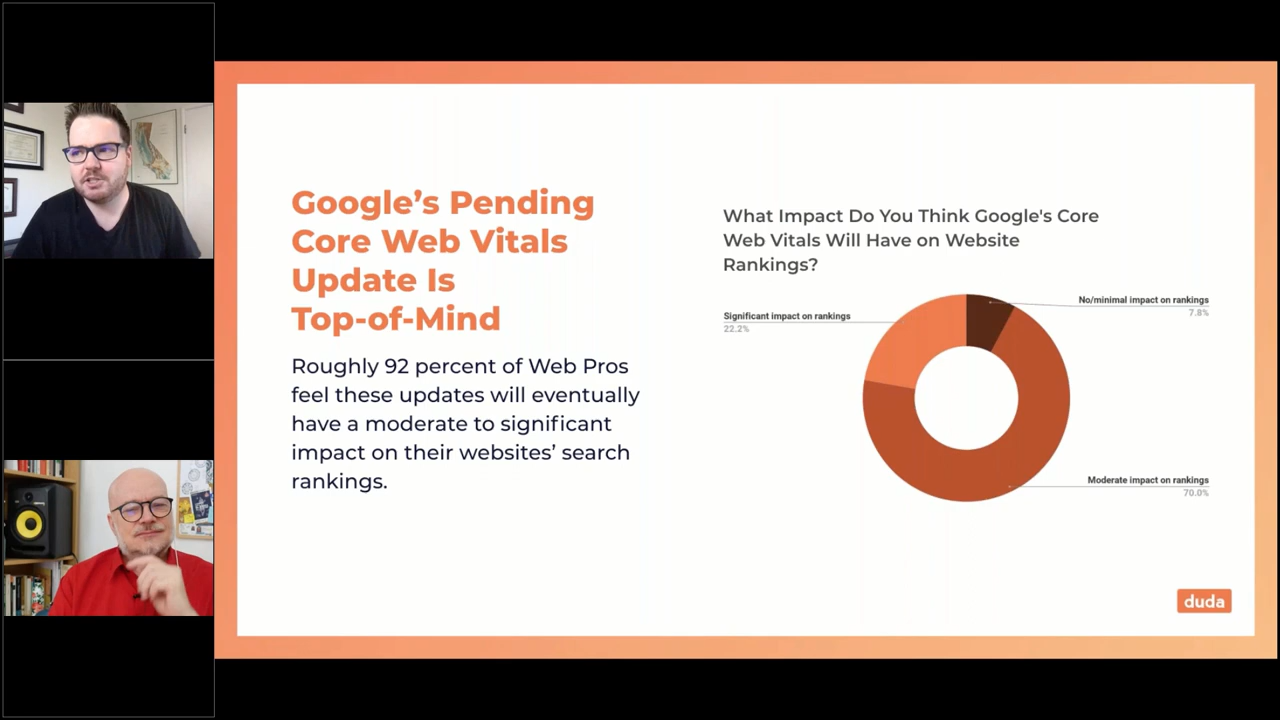 Google's Pending
Core Web Vitals
Update Is
Top-of-Mind
Roughly 92 percent of Web Pros
feel these updates will eventually
have a moderate to significant
impact on their websites' search
rankings.
What Impact Do You Think Google's Core
Web Vitals Will Have on Website
Rankings?
No/minimal impact on rankings
7.8%
Significant impact on rankings
22.2%
Moderate impact on rankings
70.0%
duda